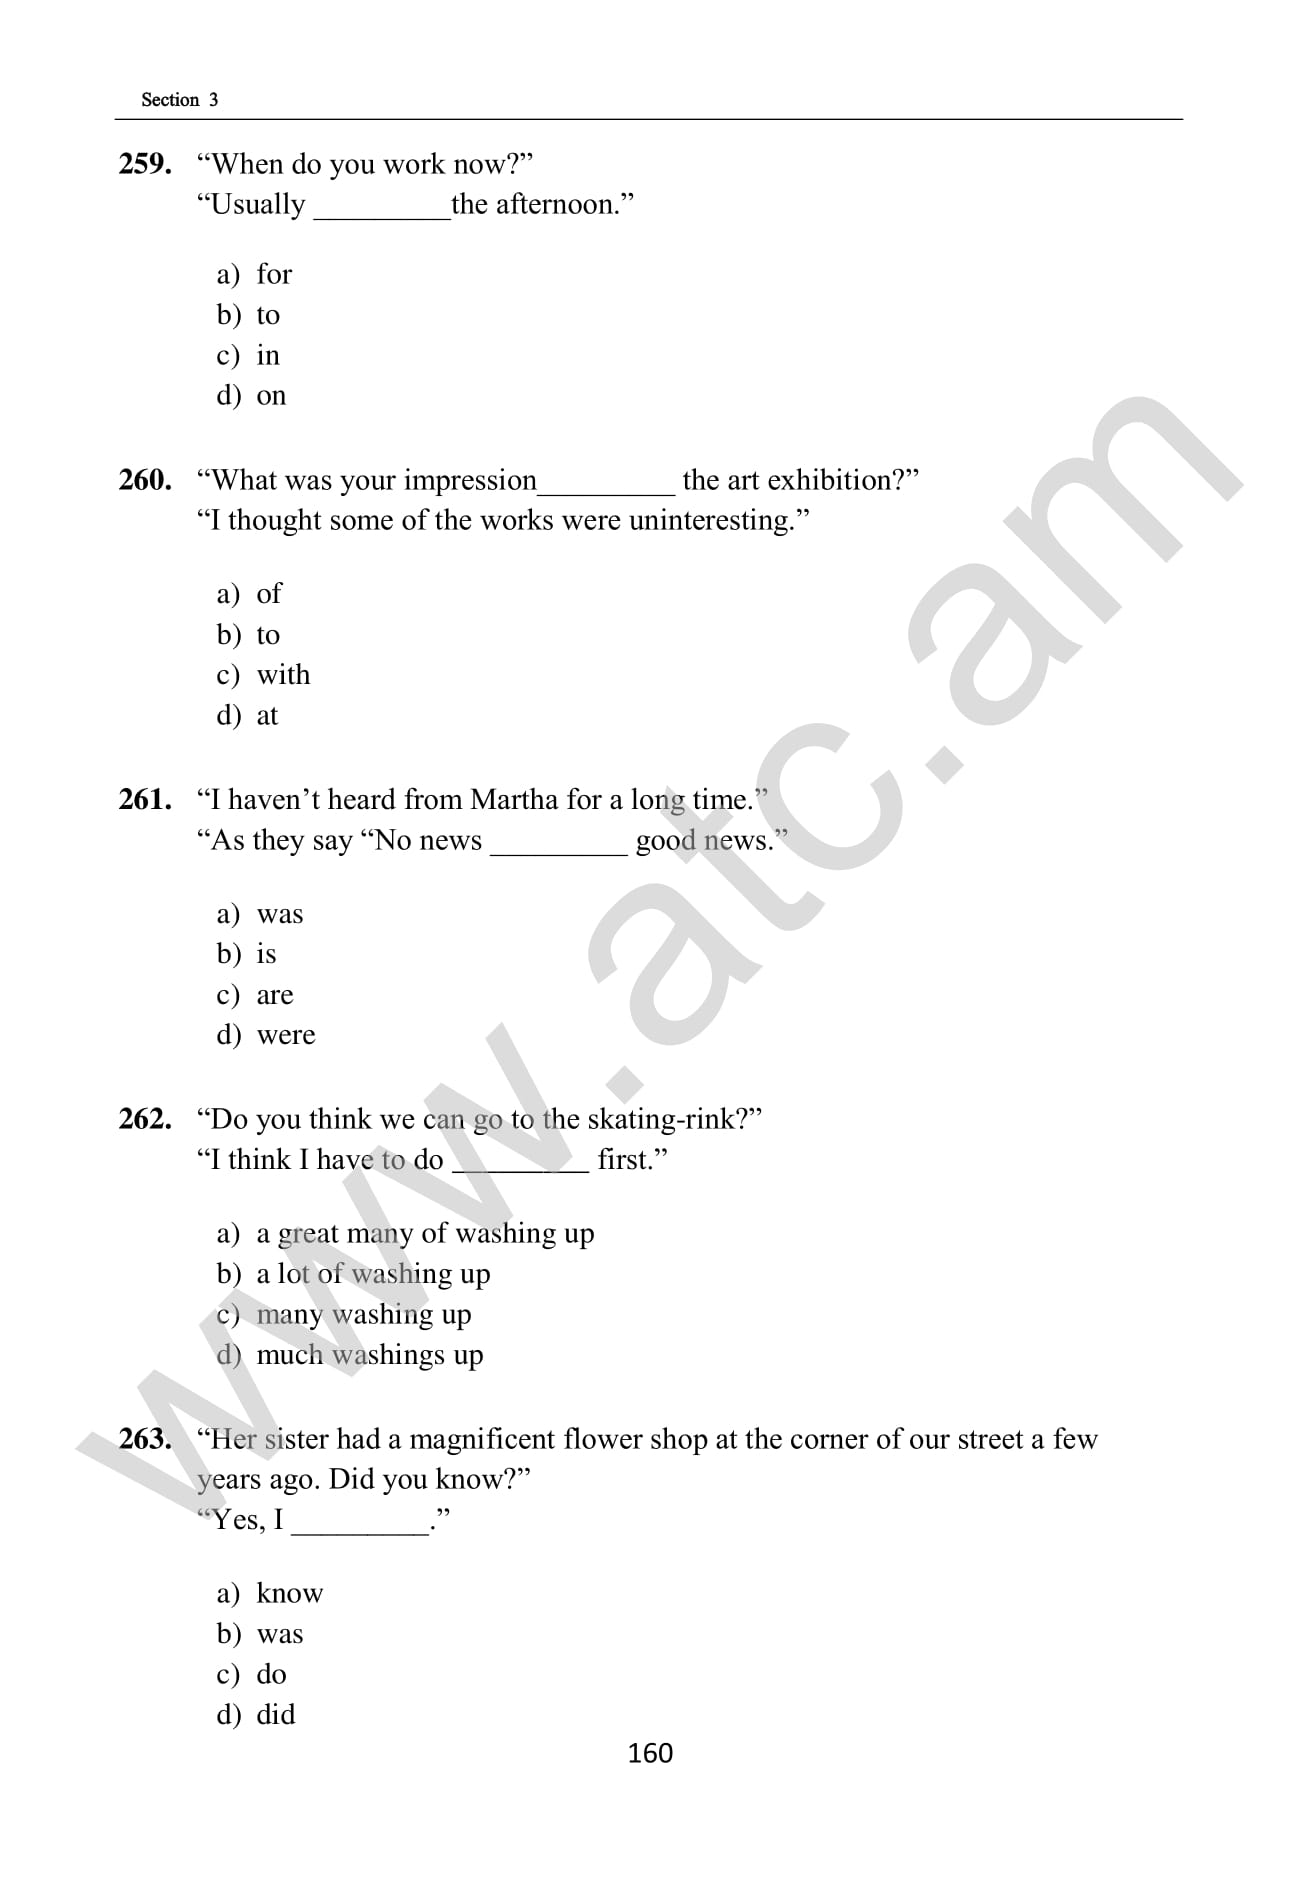 Section 3
259. “When do you work now?”
“Usually _________the afternoon.”
a) for
b) to
c) in
d) on
260. “What was your impression_________ the art exhibition?”
“I thought some of the works were uninteresting.”
a) of
b) to
c) with
d) at
261. “I haven’t heard from Martha for a long time.”
“As they say “No news _________ good news.”
a) was
b) is
c) are
d) were
262. “Do you think we can go to the skating-rink?”
“I think I have to do _________ first.”
a) a great many of washing up
b) a lot of washing up
c) many washing up
d) much washings up
263. “Her sister had a magnificent flower shop at the corner of our street a few
years ago. Did you know?”
“Yes, I _________.”
a) know
b) was
c) do
d) did
160
www.atc.am